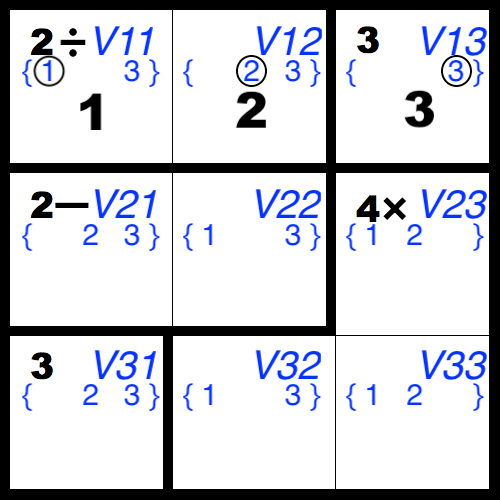 2÷ V11 V12 3 V13
{ 1 3 } { 2 3 } { 3 }
1 2 3
2− V21 V22 4× V23
{ 2 3 } { 1 3 } { 1 2 }
3 V31 V32 V33
{ 2 3 } { 1 3 } { 1 2 }